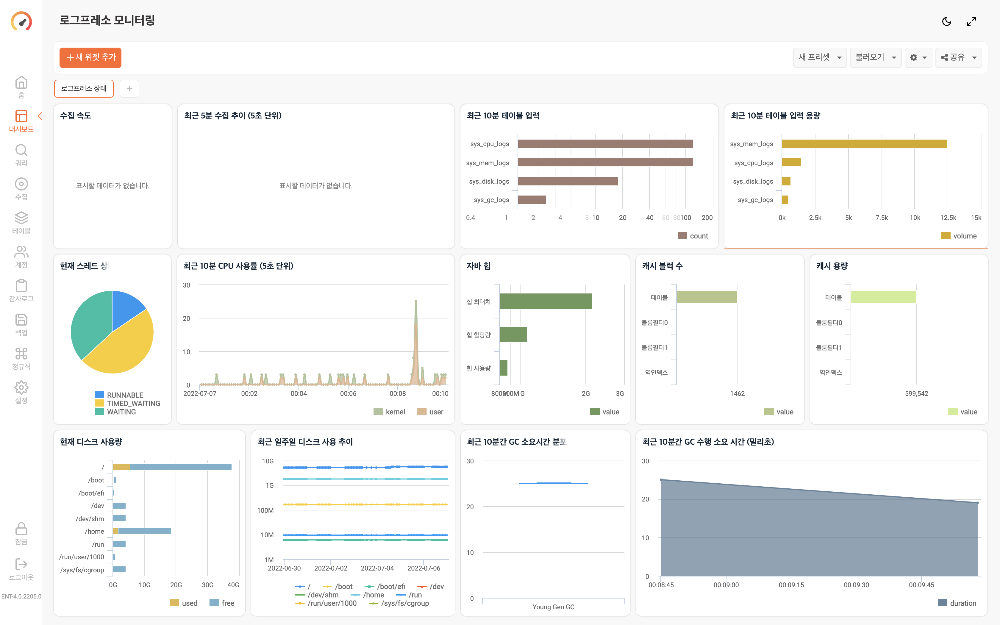 로그프레소 모니터링
새 위젯 추가
새 프리셋
불러오기
공유
로그프레소 상태
홈
대시보드
쿼리
수집
테이블
계정
감사로그
백업
정규식
설정
잠금
로그아웃
ENT-4.0.2205.0
수집 속도
표시할 데이터가 없습니다.
최근 5분 수집 추이 (5초 단위)
표시할 데이터가 없습니다.
최근 10분 테이블 입력
sys_cpu_logs
sys_mem_logs
sys_disk_logs
sys_gc_logs
0.4 1 2 4 8 10 20 40 60 80 100 200
count
최근 10분 테이블 입력 용량
sys_mem_logs
sys_cpu_logs
sys_disk_logs
sys_gc_logs
0k 2.5k 5k 7.5k 10k 12.5k 15k
volume
현재 스레드 상
RUNNABLE
TIMED_WAITING
WAITING
최근 10분 CPU 사용률 (5초 단위)
30
20
10
0
2022-07-07 00:02 00:04 00:06 00:08 00:10
kernel user
자바 힙
힙 최대치
힙 할당량
힙 사용량
800M 900M 1G 2G 3G
value
캐시 블럭 수
테이블
블룸필터0
블룸필터1
역인덱스
1462
value
캐시 용량
테이블
블룸필터0
블룸필터1
역인덱스
599,542
value
현재 디스크 사용량
/
/boot
/boot/efi
/dev
/dev/shm
/home
/run
/run/user/1000
/sys/fs/cgroup
0G 10G 20G 30G 40G
used free
최근 일주일 디스크 사용 추이
10G
1G
100M
10M
1M
2022-06-30 2022-07-02 2022-07-04 2022-07-06
/ /boot /boot/efi /dev
/dev/shm /home /run
/run/user/1000 /sys/fs/cgroup
최근 10분간 GC 소요시간 분포
30
20
10
0
Young Gen GC
최근 10분간 GC 수행 소요 시간 (밀리초)
30
20
10
0
00:08:45 00:09:00 00:09:15 00:09:30 00:09:45
duration